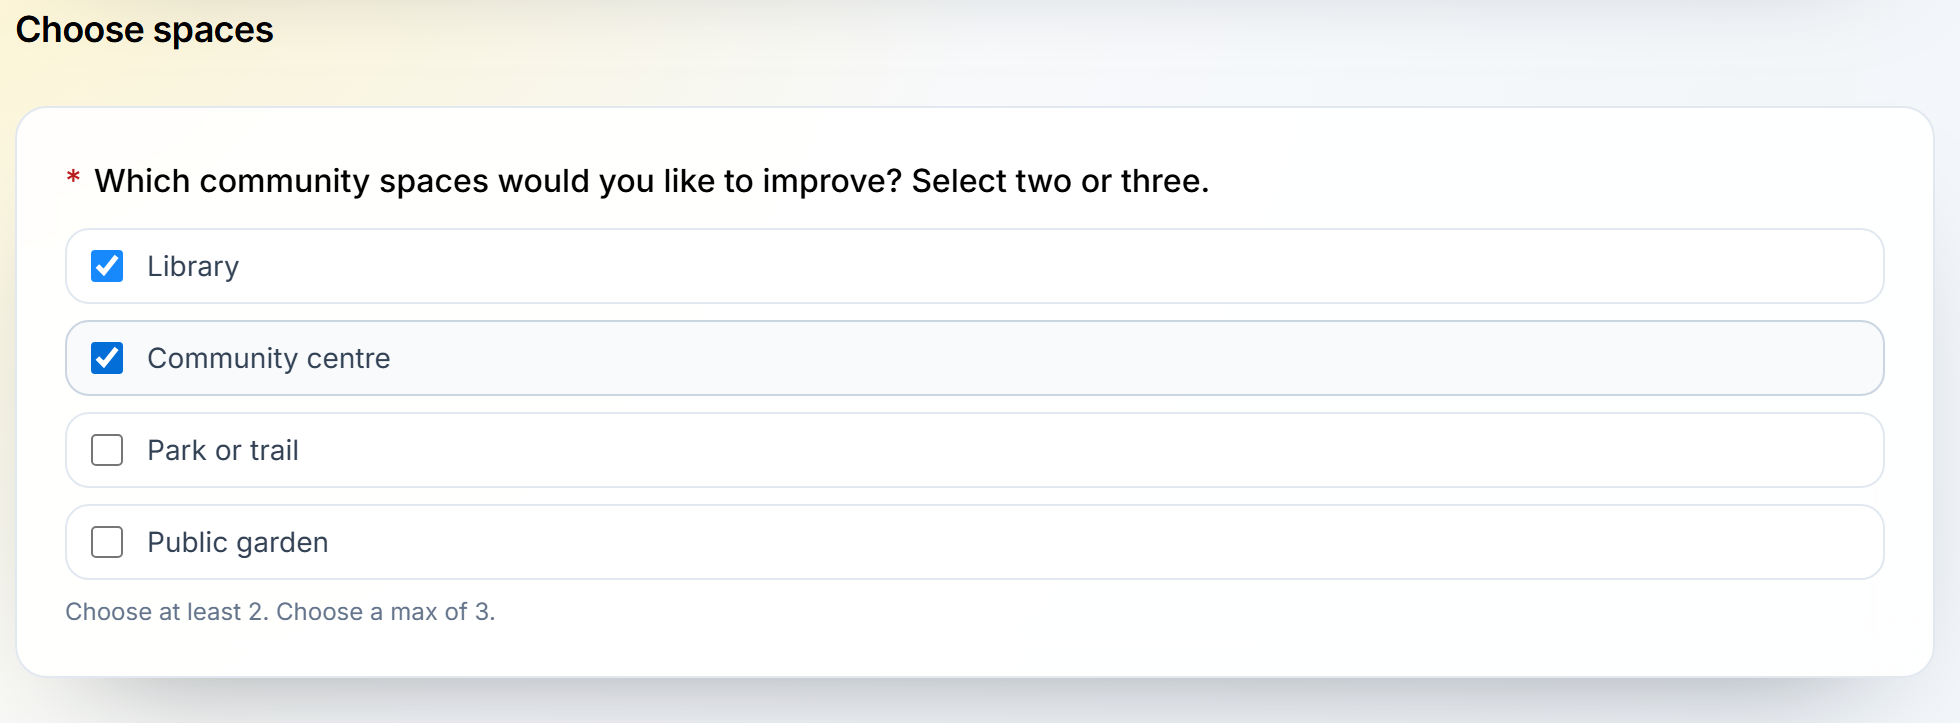 Choose spaces
* Which community spaces would you like to improve? Select two or three.
Library
Community centre
Park or trail
Public garden
Choose at least 2. Choose a max of 3.